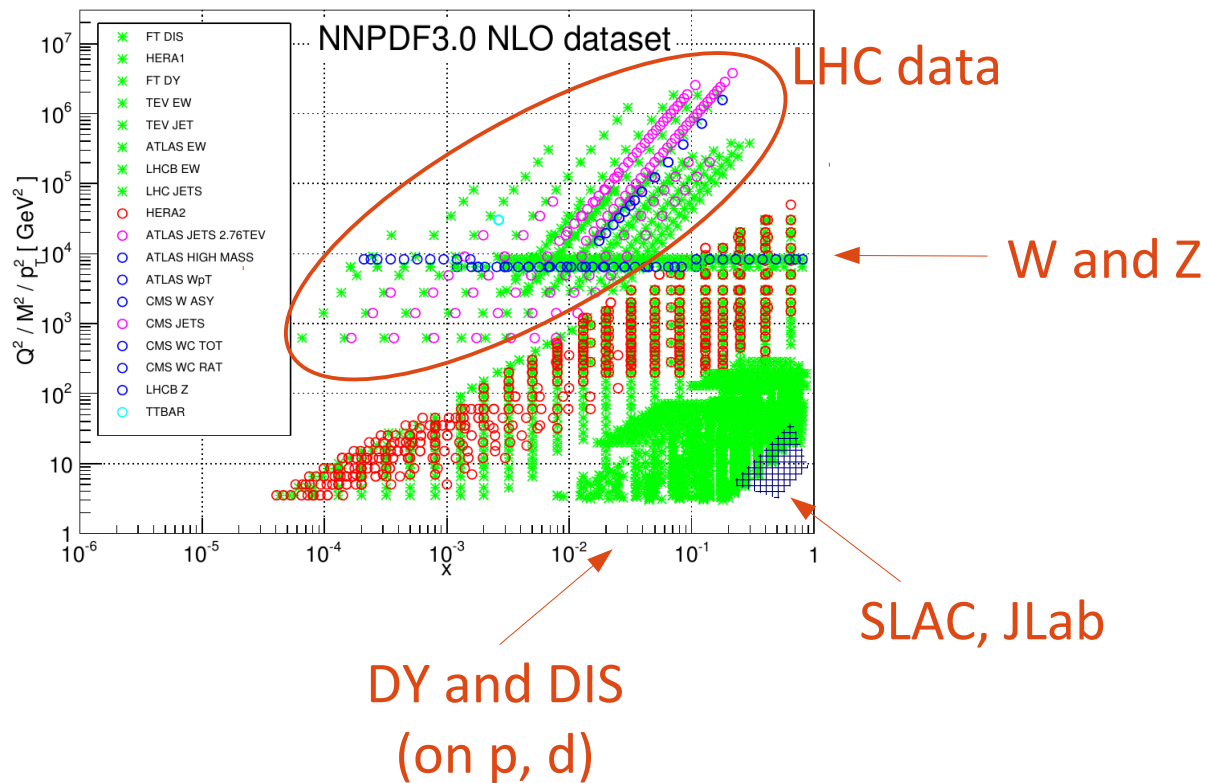 NNPDF3.0 NLO dataset
FT DIS
HERA1
FT DY
TEV EW
TEV JET
ATLAS EW
LHCB EW
LHC JETS
HERA2
ATLAS JETS 2.76TEV
ATLAS HIGH MASS
ATLAS WpT
CMS W ASY
CMS JETS
CMS WC TOT
CMS WC RAT
LHCB Z
TTBAR
LHC data
W and Z
SLAC, JLab
DY and DIS
(on p, d)
Q² / M² / p_T² [ GeV² ]
10⁷
10⁶
10⁵
10⁴
10³
10²
10
1
10⁻⁶ 10⁻⁵ 10⁻⁴ 10⁻³ 10⁻² 10⁻¹ 1
x